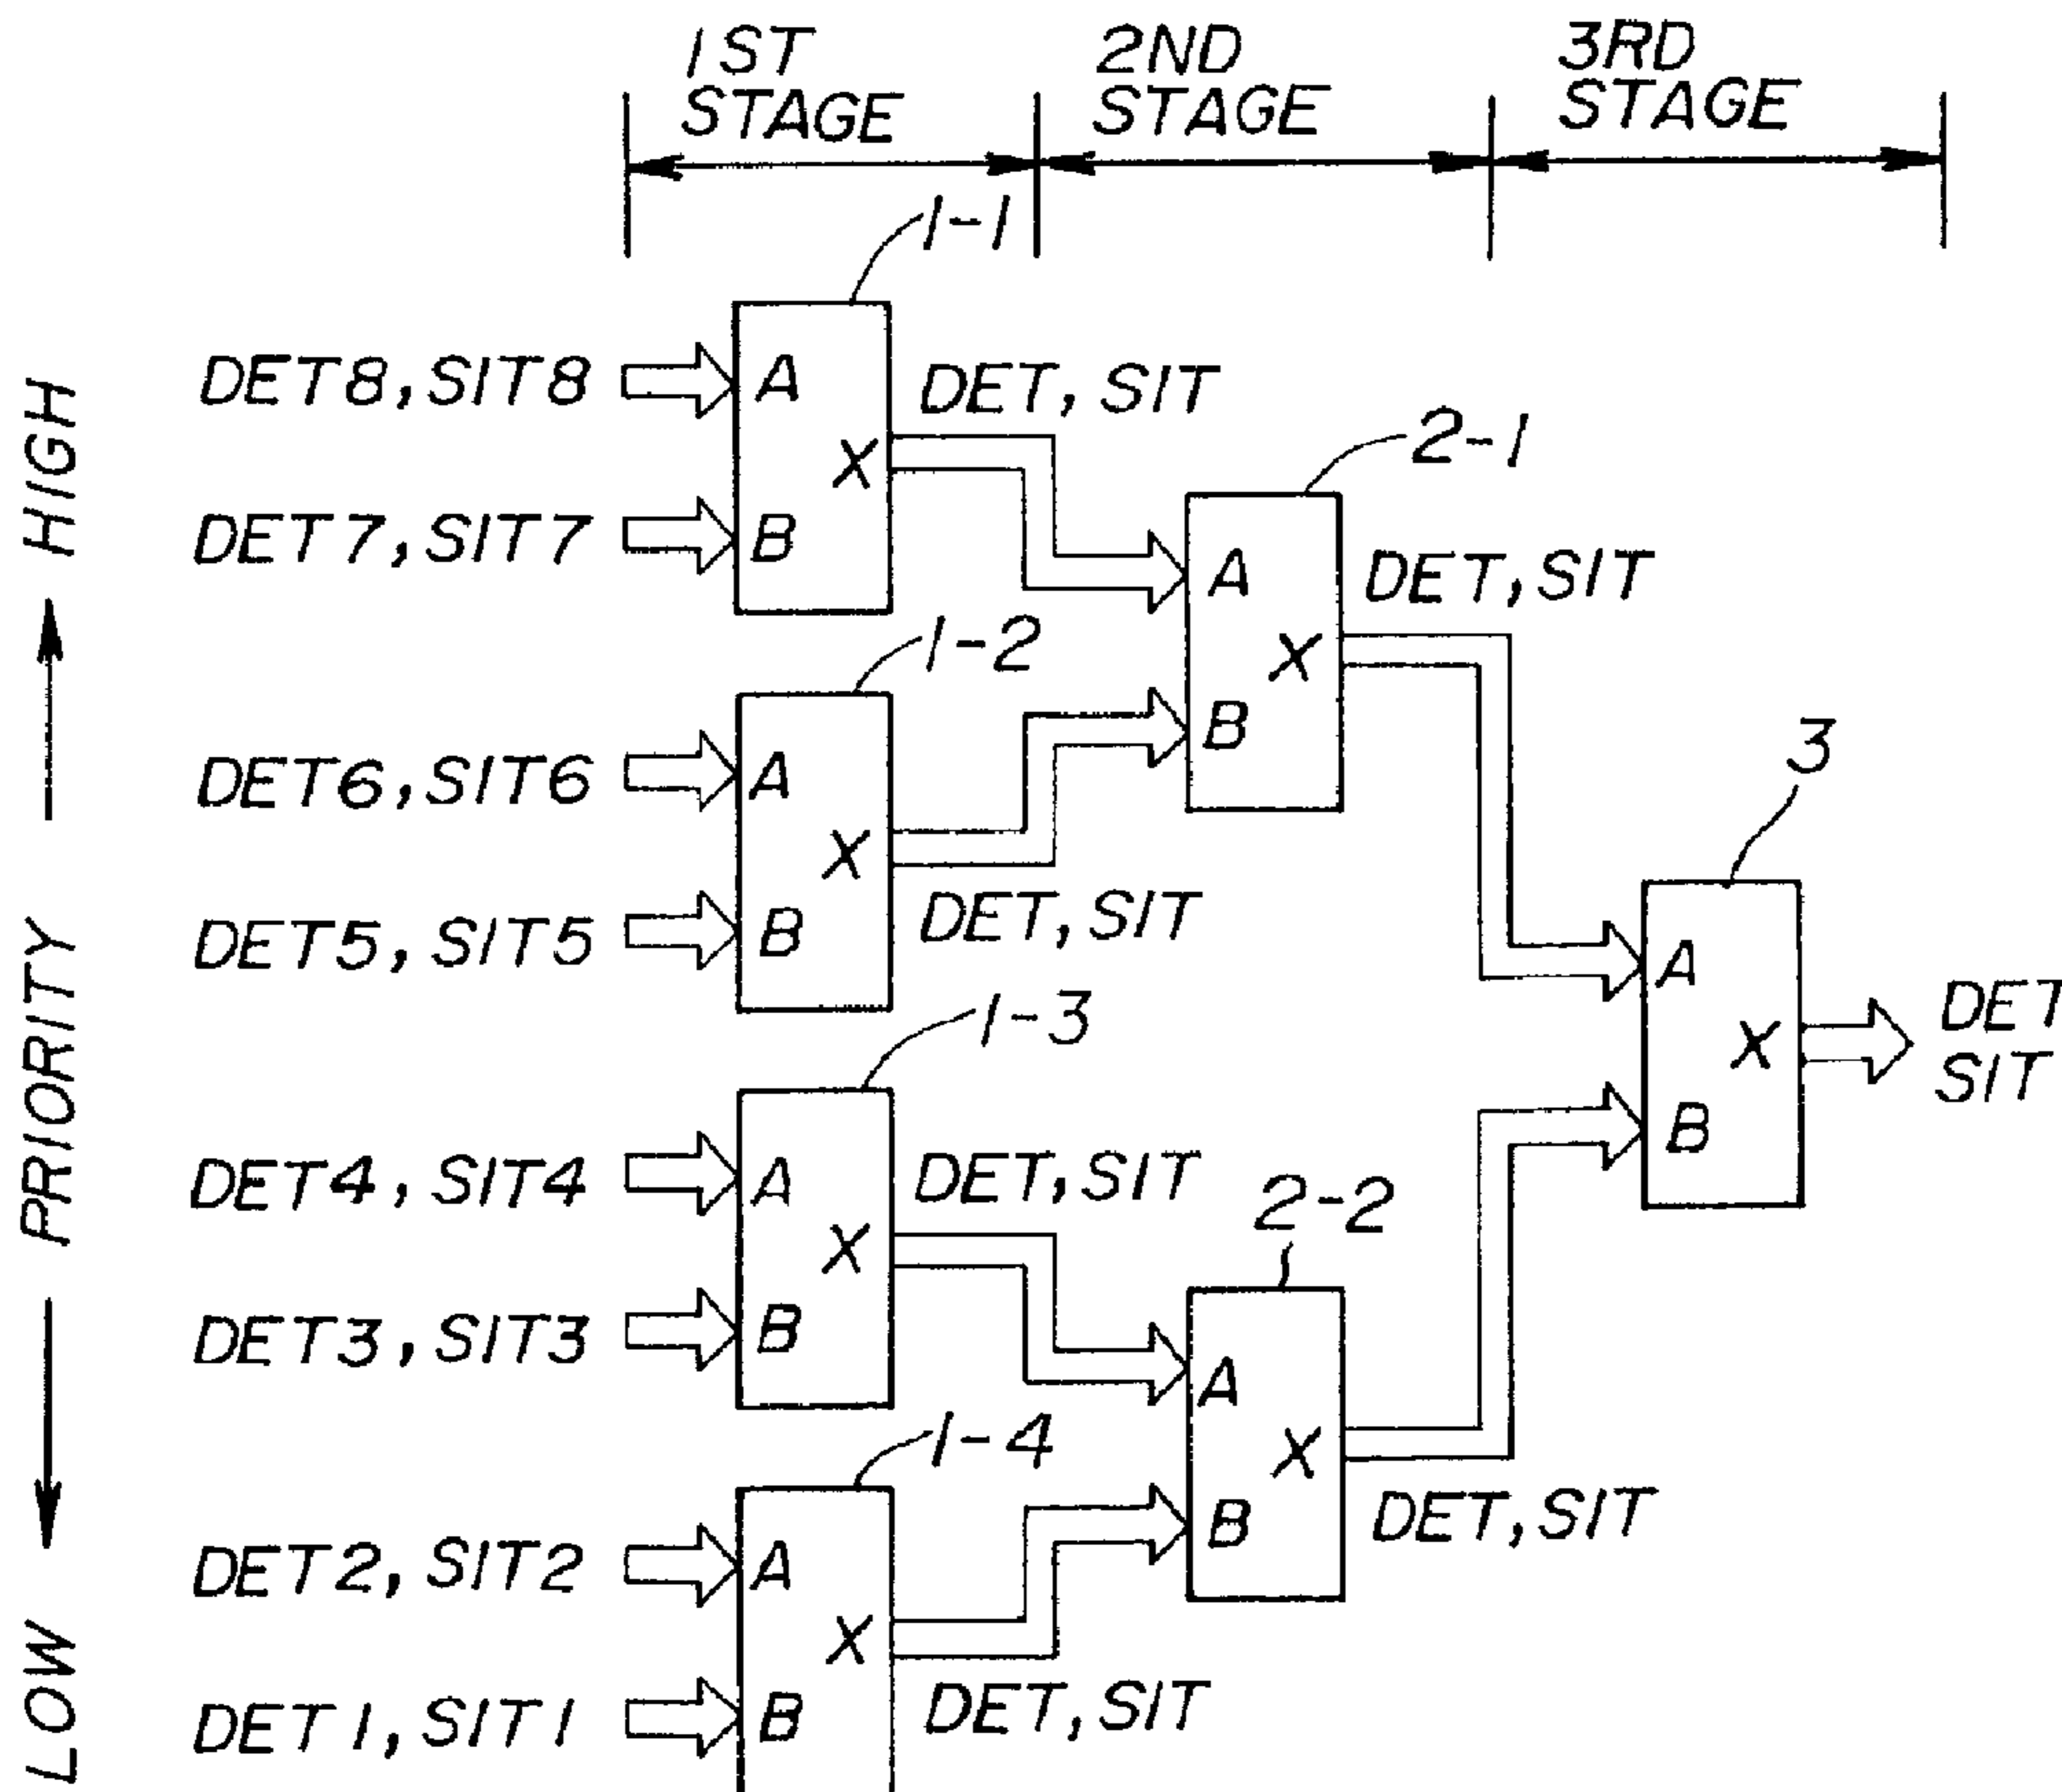 1ST
STAGE
2ND
STAGE
3RD
STAGE
1-1
DET8, SIT8
A
DET, SIT
X
2-1
DET7, SIT7
B
A
DET, SIT
1-2
X
B
DET6, SIT6
A
3
X
DET, SIT
DET5, SIT5
B
A
1-3
DET
SIT
X
B
DET4, SIT4
A
DET, SIT
2-2
X
DET3, SIT3
B
A
1-4
X
DET, SIT
B
DET2, SIT2
A
X
DET1, SIT1
B
DET, SIT
HIGH
PRIORITY
LOW